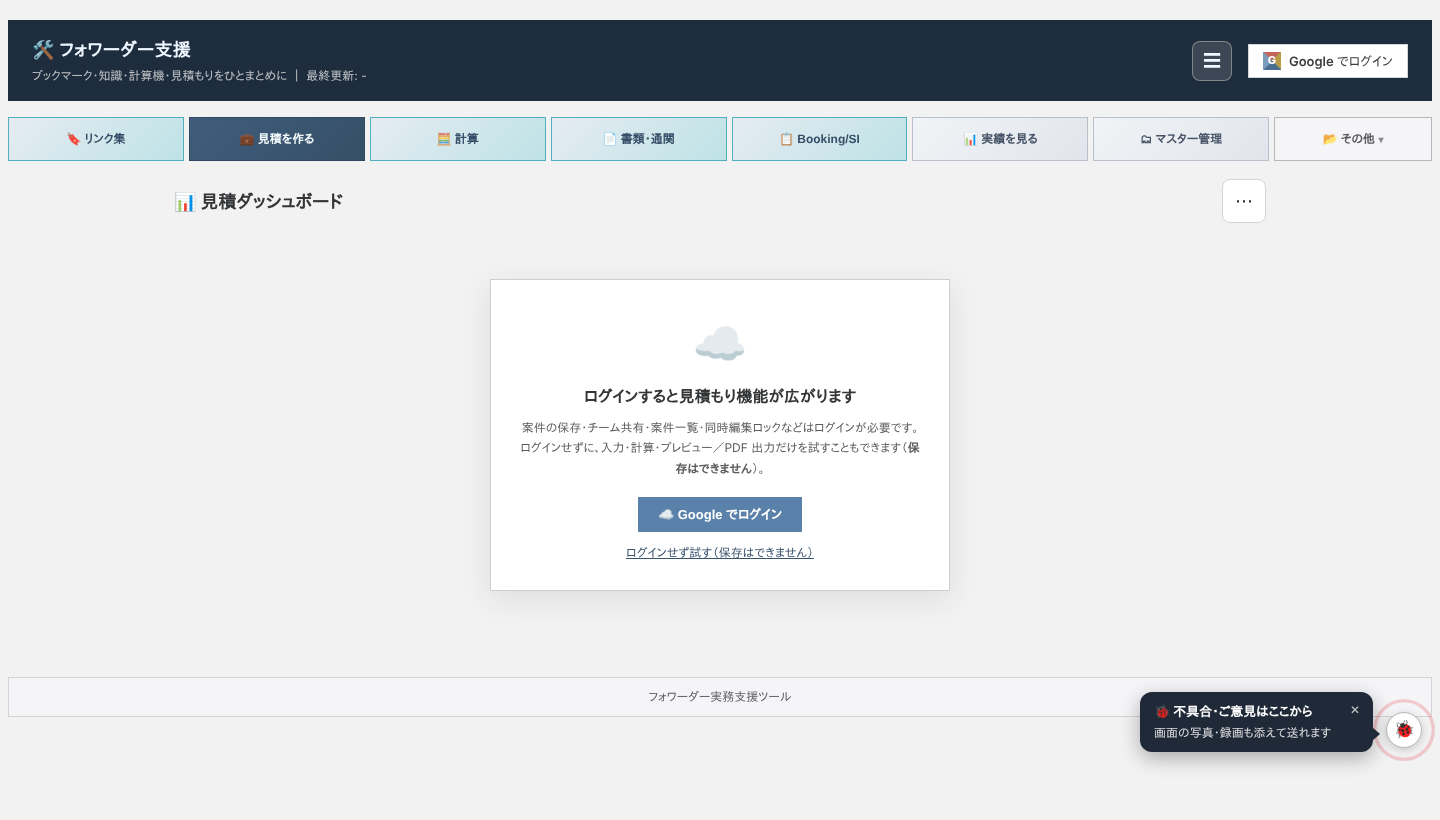 🛠️ フォワーダー支援
ブックマーク・知識・計算機・見積もりをひとまとめに ｜ 最終更新: -
☰
G Google でログイン
🔖 リンク集
💼 見積を作る
🧮 計算
📄 書類・通関
📋 Booking/SI
📊 実績を見る
🗂 マスター管理
📂 その他 ▾
📊 見積ダッシュボード
⋯
ログインすると見積もり機能が広がります
案件の保存・チーム共有・案件一覧・同時編集ロックなどはログインが必要です。
ログインせずに、入力・計算・プレビュー／PDF 出力だけを試すこともできます（保
存はできません）。
☁️ Google でログイン
ログインせず試す（保存はできません）
フォワーダー実務支援ツール
🐞 不具合・ご意見はここから
✕
画面の写真・録画も添えて送れます